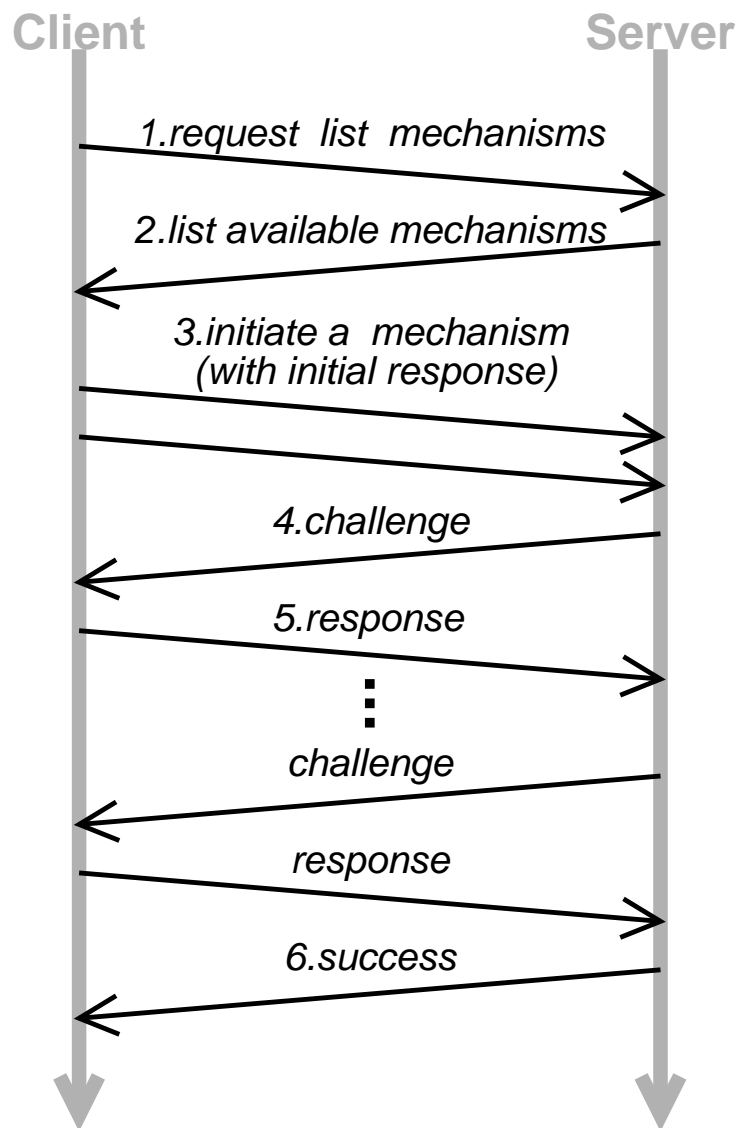 Client Server
1.request list mechanisms
2.list available mechanisms
3.initiate a mechanism
(with initial response)
4.challenge
5.response
challenge
response
6.success